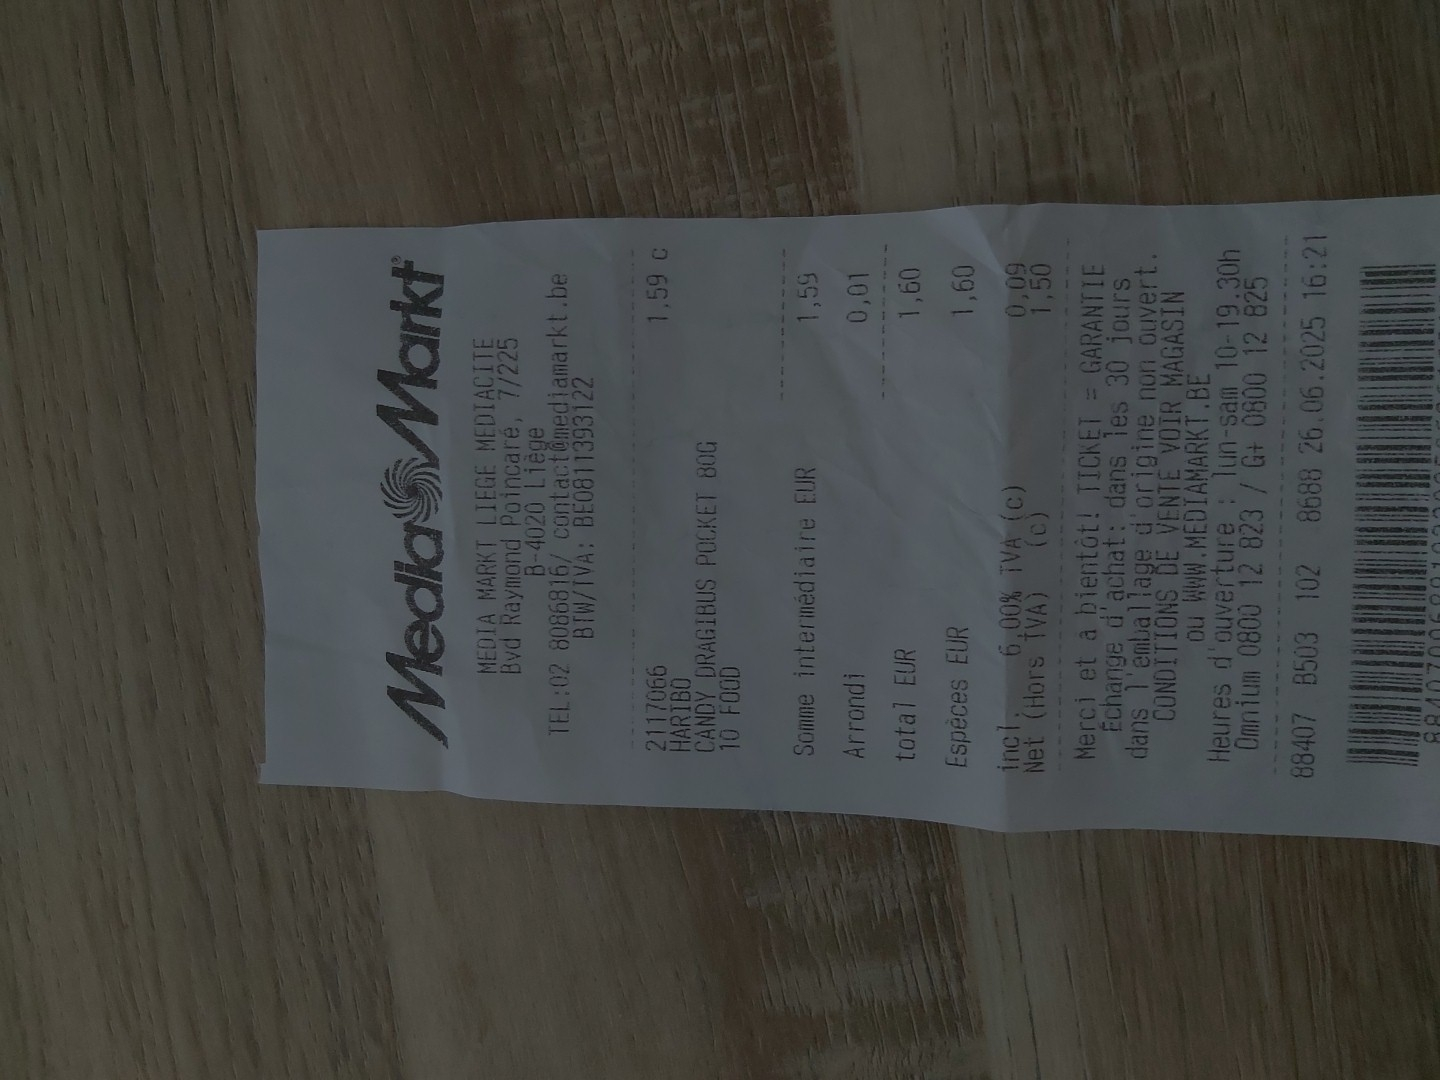 MediaMarkt®
MEDIA MARKT LIEGE MEDIACITE
Bvd Raymond Poincaré, 7/225
B-4020 Liège
TEL:02 8086816/ contact@mediamarkt.be
BTW/TVA: BE0811393122
2117066 1,59 c
HARIBO
CANDY DRAGIBUS POCKET 80G
10 FOOD
Somme intermédiaire EUR 1,59
Arrondi 0,01
total EUR 1,60
Espèces EUR 1,60
incl. 6,00% TVA (c) 0,09
Net (Hors TVA) (c) 1,50
Merci et à bientôt! TICKET = GARANTIE
Échange d'achat: dans les 30 jours
dans l'emballage d'origine non ouvert.
CONDITIONS DE VENTE VOIR MAGASIN
ou WWW.MEDIAMARKT.BE
Heures d'ouverture : lun-sam 10-19.30h
Omnium 0800 12 823 / G+ 0800 12 825
88407 B503 102 8688 26.06.2025 16:21